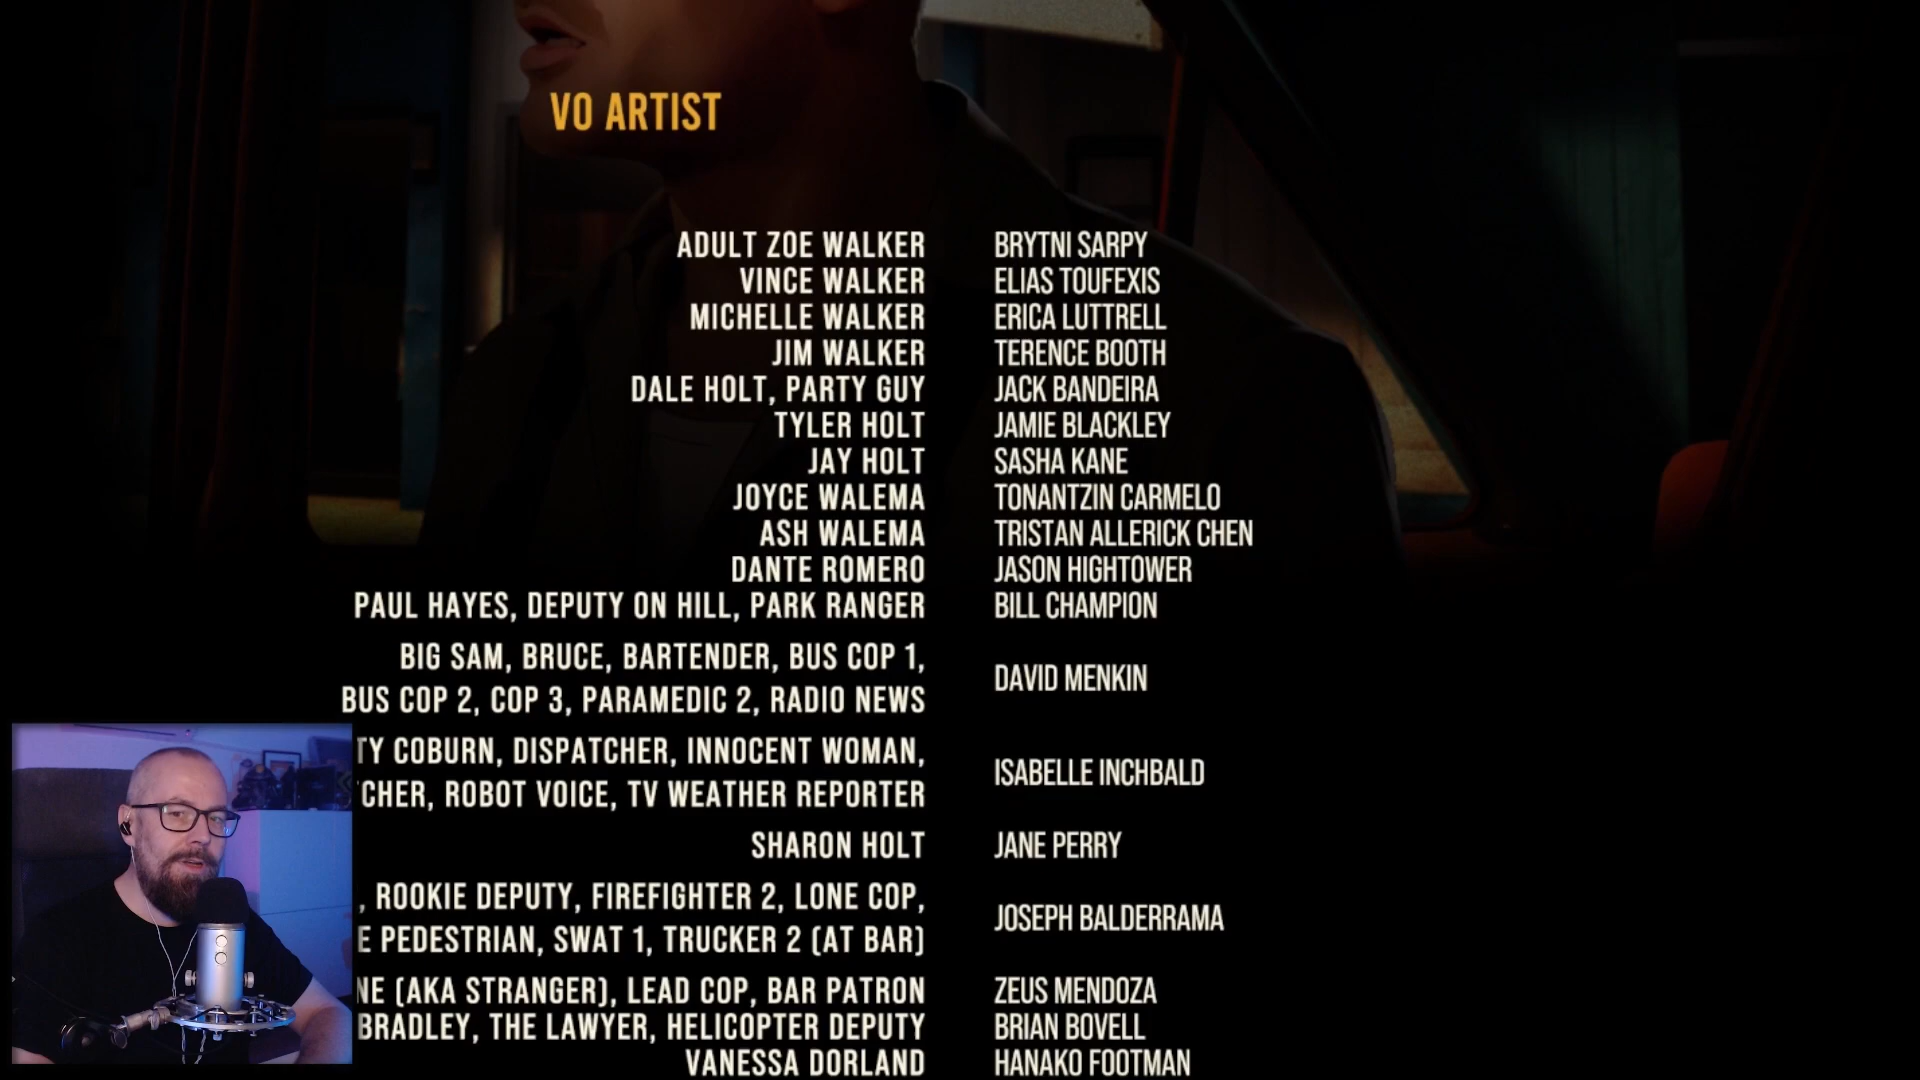 VO ARTIST
ADULT ZOE WALKER BRYTNI SARPY
VINCE WALKER ELIAS TOUFEXIS
MICHELLE WALKER ERICA LUTTRELL
JIM WALKER TERENCE BOOTH
DALE HOLT, PARTY GUY JACK BANDEIRA
TYLER HOLT JAMIE BLACKLEY
JAY HOLT SASHA KANE
JOYCE WALEMA TONANTZIN CARMELO
ASH WALEMA TRISTAN ALLERICK CHEN
DANTE ROMERO JASON HIGHTOWER
PAUL HAYES, DEPUTY ON HILL, PARK RANGER BILL CHAMPION
BIG SAM, BRUCE, BARTENDER, BUS COP 1,
BUS COP 2, COP 3, PARAMEDIC 2, RADIO NEWS
DAVID MENKIN
TY COBURN, DISPATCHER, INNOCENT WOMAN,
CHER, ROBOT VOICE, TV WEATHER REPORTER
ISABELLE INCHBALD
SHARON HOLT JANE PERRY
, ROOKIE DEPUTY, FIREFIGHTER 2, LONE COP,
E PEDESTRIAN, SWAT 1, TRUCKER 2 (AT BAR)
JOSEPH BALDERRAMA
NE (AKA STRANGER), LEAD COP, BAR PATRON ZEUS MENDOZA
BRADLEY, THE LAWYER, HELICOPTER DEPUTY BRIAN BOVELL
VANESSA DORLAND HANAKO FOOTMAN